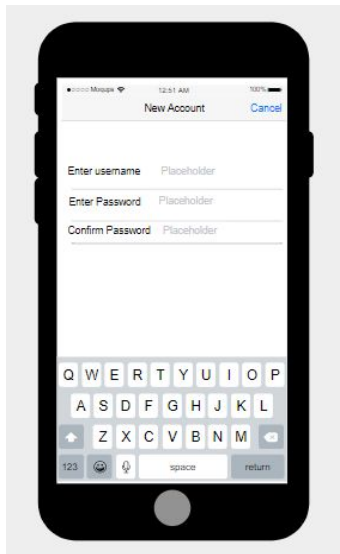 Moqups 12:51 AM 100%
New Account Cancel
Enter username Placeholder
Enter Password Placeholder
Confirm Password Placeholder
Q W E R T Y U I O P
A S D F G H J K L
Z X C V B N M
123 space return